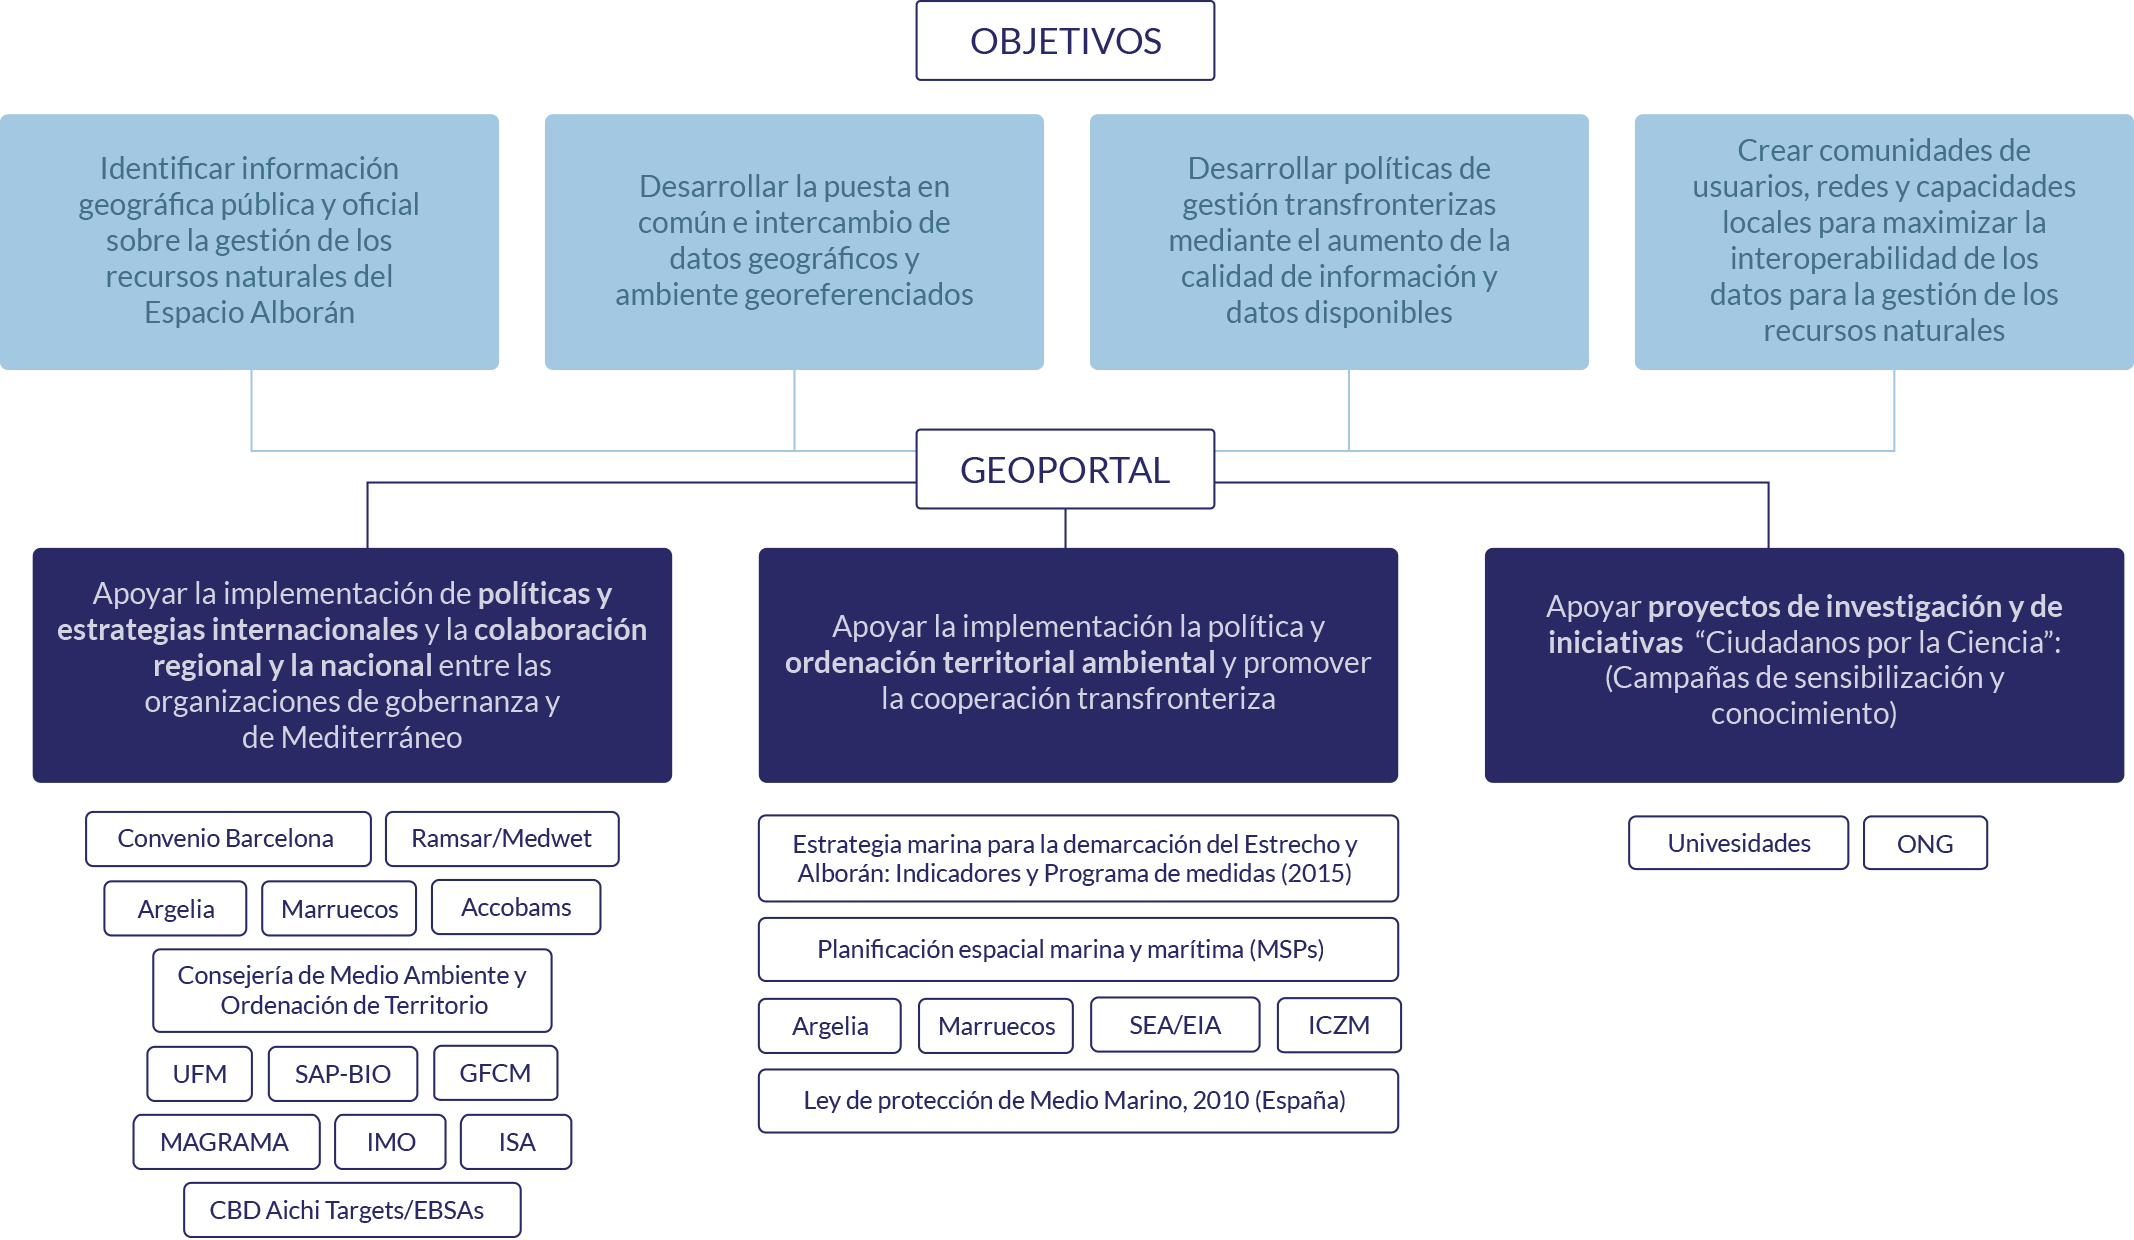 OBJETIVOS
Identificar información
geográfica pública y oficial
sobre la gestión de los
recursos naturales del
Espacio Alborán
Desarrollar la puesta en
común e intercambio de
datos geográficos y
ambiente georeferenciados
Desarrollar políticas de
gestión transfronterizas
mediante el aumento de la
calidad de información y
datos disponibles
Crear comunidades de
usuarios, redes y capacidades
locales para maximizar la
interoperabilidad de los
datos para la gestión de los
recursos naturales
GEOPORTAL
Apoyar la implementación de políticas y
estrategias internacionales y la colaboración
regional y la nacional entre las
organizaciones de gobernanza y
de Mediterráneo
Convenio Barcelona
Ramsar/Medwet
Argelia
Marruecos
Accobams
Consejería de Medio Ambiente y
Ordenación de Territorio
UFM
SAP-BIO
GFCM
MAGRAMA
IMO
ISA
CBD Aichi Targets/EBSAs
Apoyar la implementación la política y
ordenación territorial ambiental y promover
la cooperación transfronteriza
Estrategia marina para la demarcación del Estrecho y
Alborán: Indicadores y Programa de medidas (2015)
Planificación espacial marina y marítima (MSPs)
Argelia
Marruecos
SEA/EIA
ICZM
Ley de protección de Medio Marino, 2010 (España)
Apoyar proyectos de investigación y de
iniciativas “Ciudadanos por la Ciencia”:
(Campañas de sensibilización y
conocimiento)
Univesidades
ONG